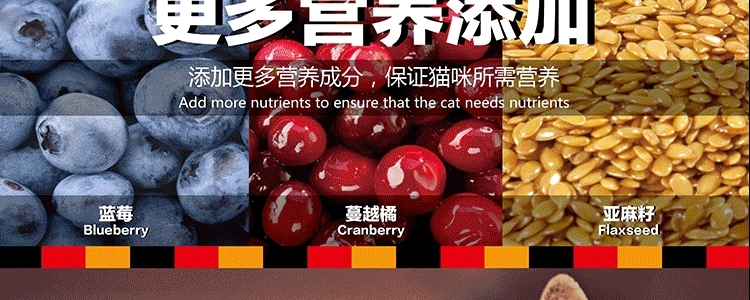 更多营养添加
添加更多营养成分，保证猫咪所需营养
Add more nutrients to ensure that the cat needs nutrients
蓝莓
Blueberry
蔓越橘
Cranberry
亚麻籽
Flaxseed